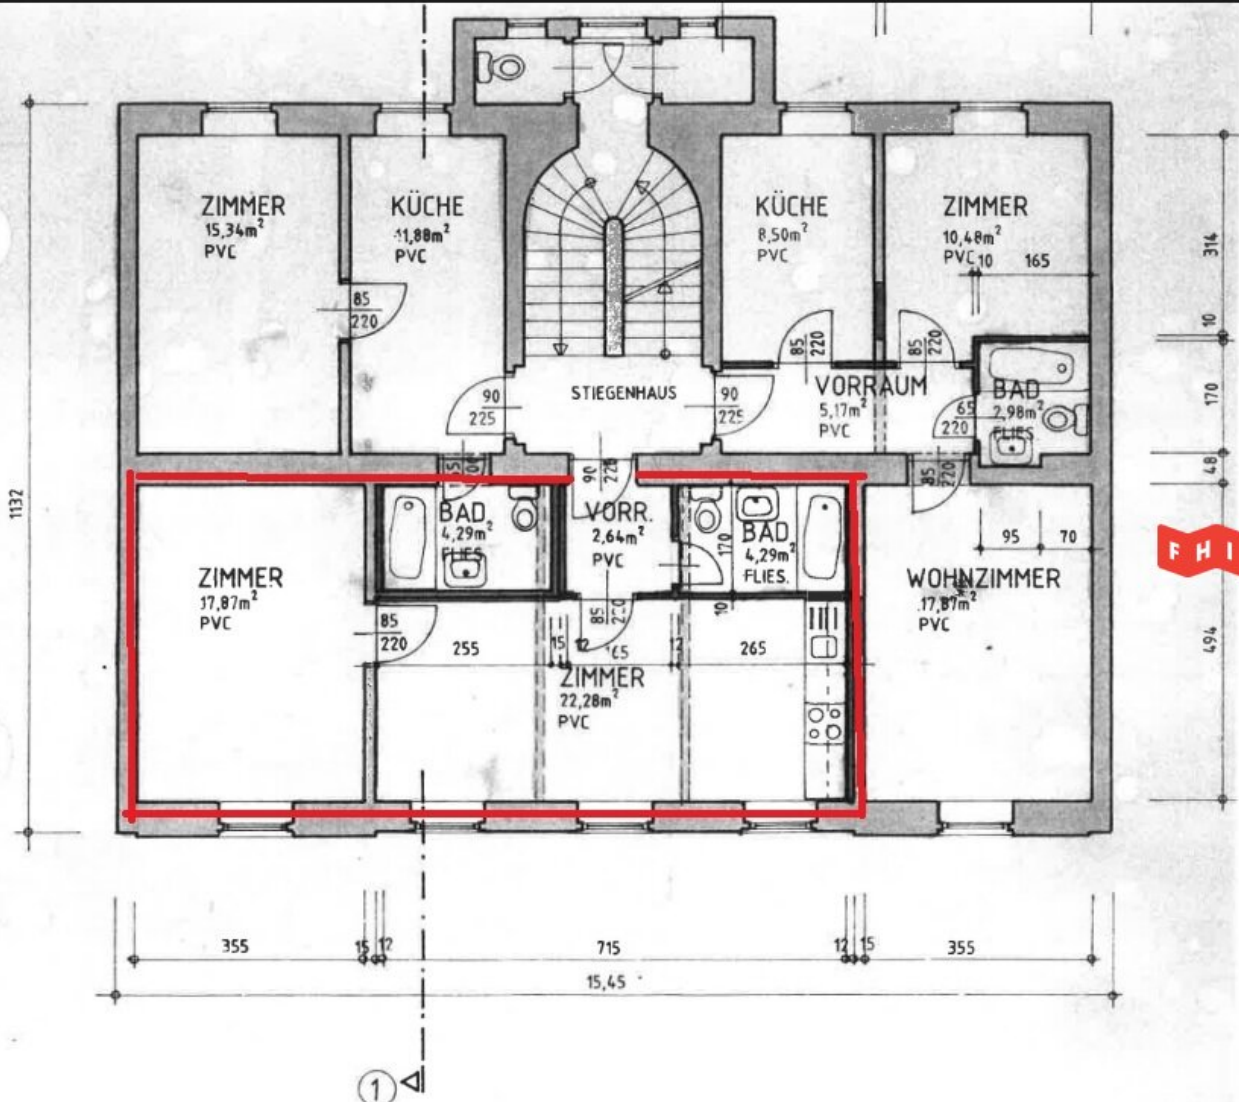 ZIMMER
15,34m²
PVC
KÜCHE
11,88m²
PVC
KÜCHE
8,50m²
PVC
ZIMMER
10,48m²
PVC
10
165
85
220
85
220
85
220
STIEGENHAUS
90
225
90
225
VORRAUM
5,17m²
PVC
65
220
BAD
2,98m²
FLIES
90
220
85
220
BAD
4,29m²
FLIES
VORR.
2,64m²
PVC
BAD
4,29m²
FLIES.
170
10
95
70
ZIMMER
17,87m²
PVC
WOHNZIMMER
17,87m²
PVC
85
220
255
15
12
165
12
265
85
210
ZIMMER
22,28m²
PVC
1132
314
10
170
48
494
FHI
355
15
12
715
12
15
355
15,45
1